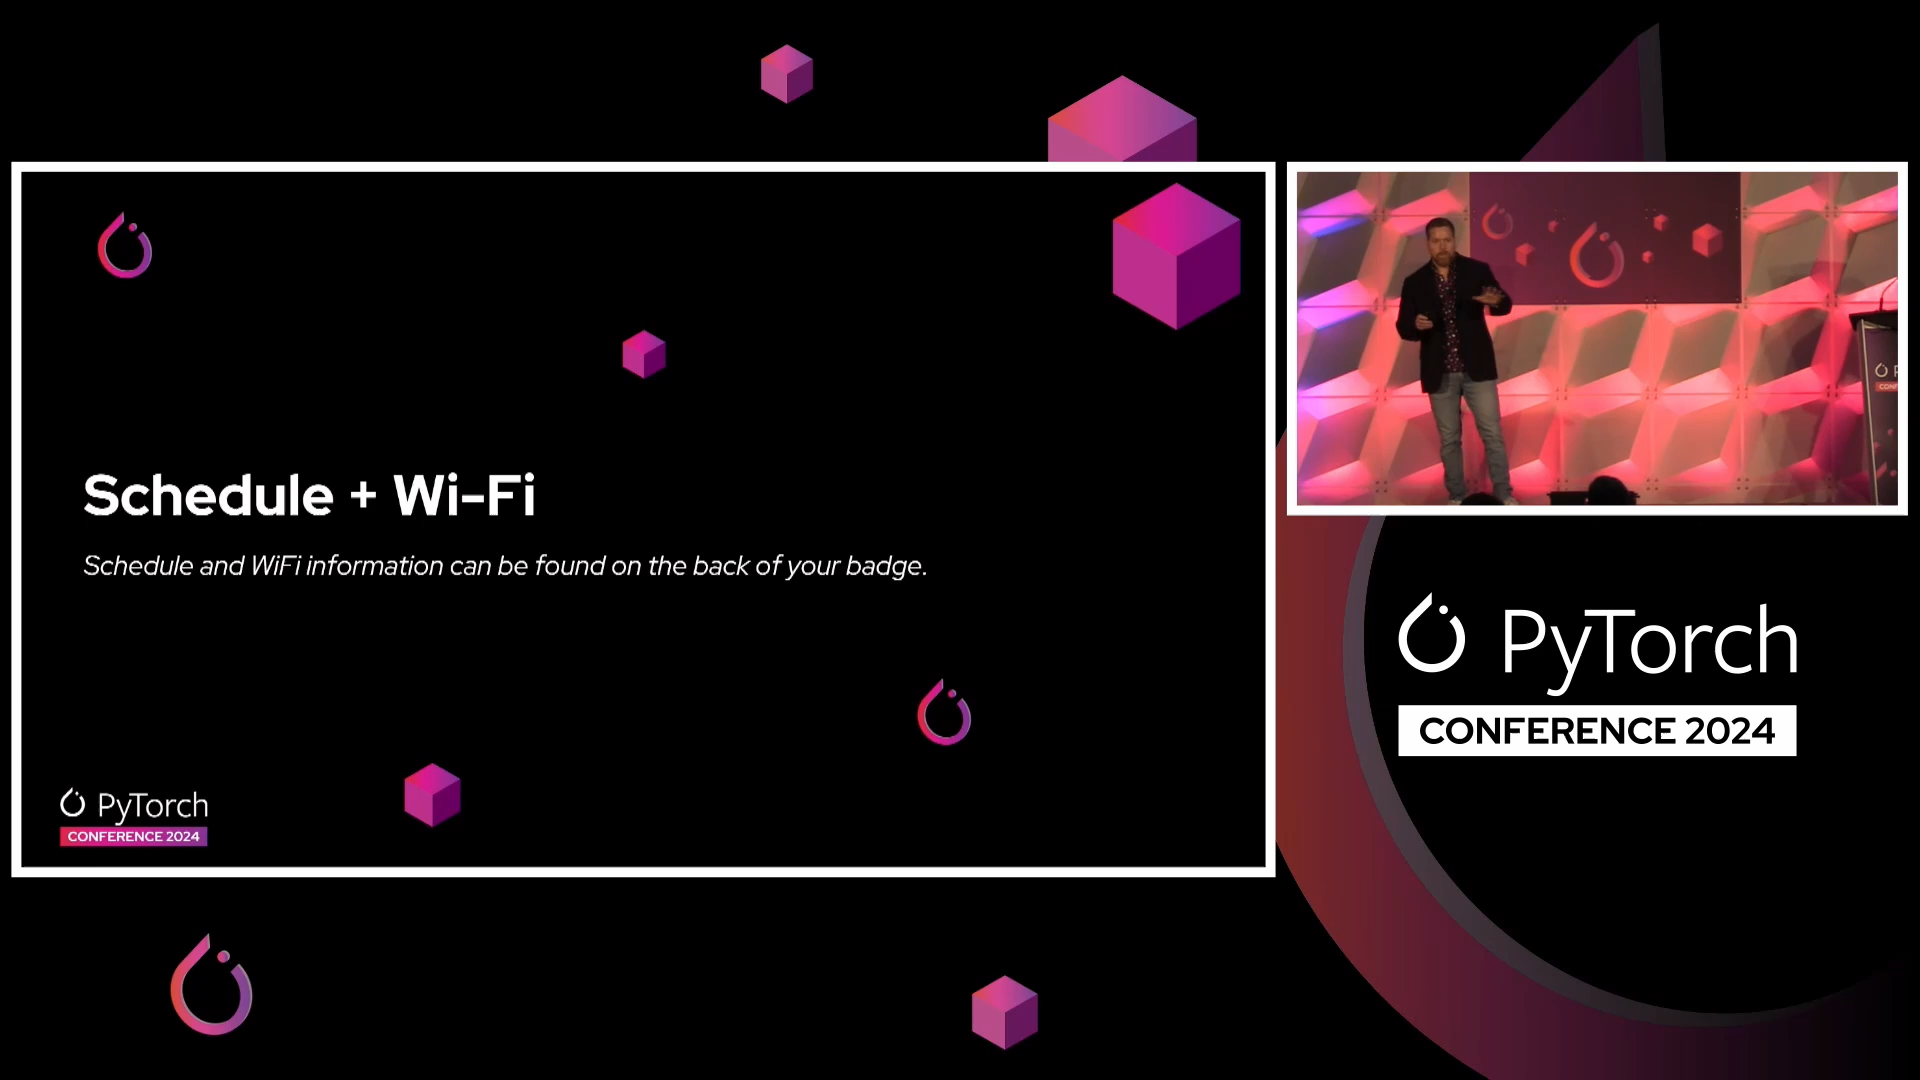 Schedule + Wi-Fi
Schedule and WiFi information can be found on the back of your badge.
PyTorch
CONFERENCE 2024
PyTorch
CONFERENCE 2024